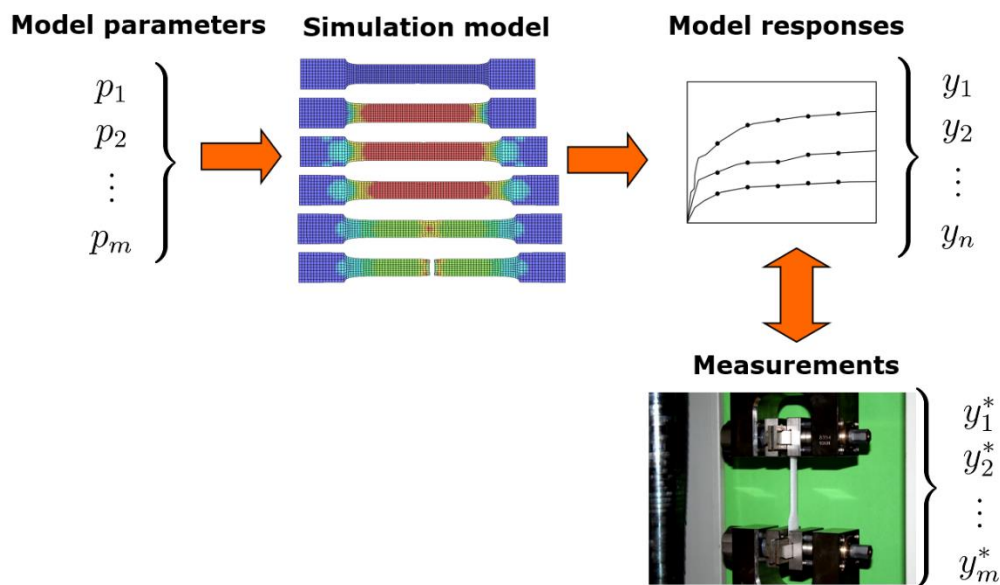 Model parameters
Simulation model
Model responses
p₁
p₂
⋮
pₘ
y₁
y₂
⋮
yₙ
Measurements
y₁*
y₂*
⋮
yₘ*